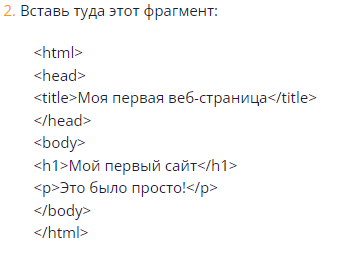 2. Вставь туда этот фрагмент:
<html>
<head>
<title>Моя первая веб-страница</title>
</head>
<body>
<h1>Мой первый сайт</h1>
<p>Это было просто!</p>
</body>
</html>